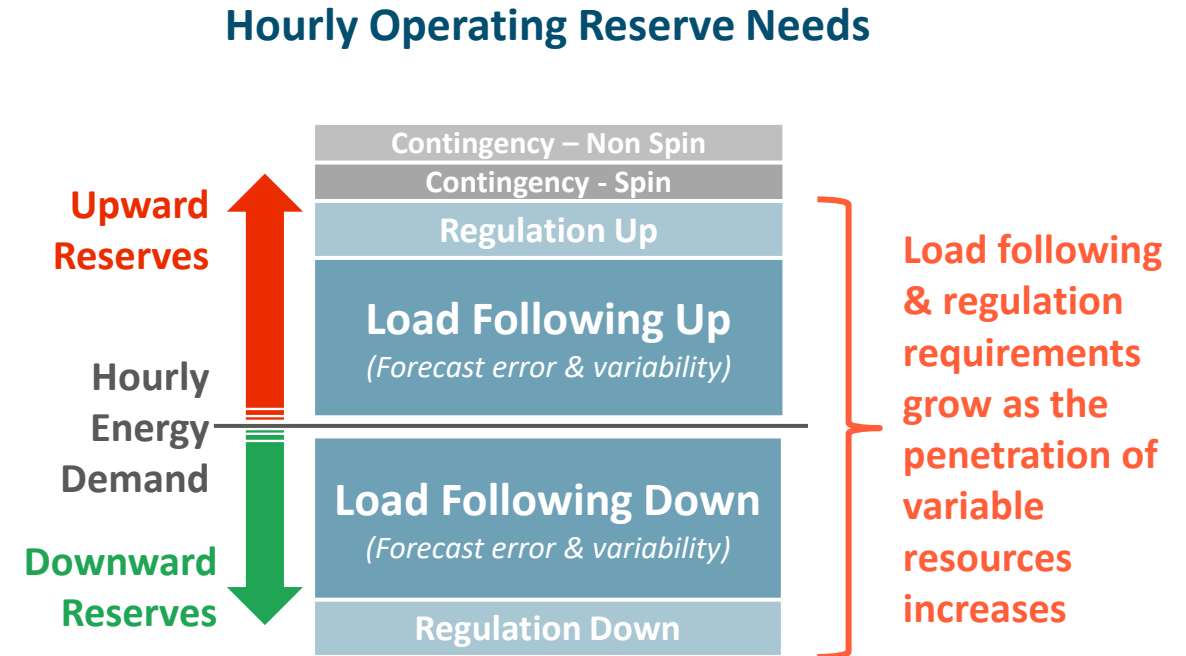 Hourly Operating Reserve Needs
Contingency – Non Spin
Contingency - Spin
Regulation Up
Load Following Up
(Forecast error & variability)
Load Following Down
(Forecast error & variability)
Regulation Down
Upward
Reserves
Hourly
Energy
Demand
Downward
Reserves
Load following
& regulation
requirements
grow as the
penetration of
variable
resources
increases